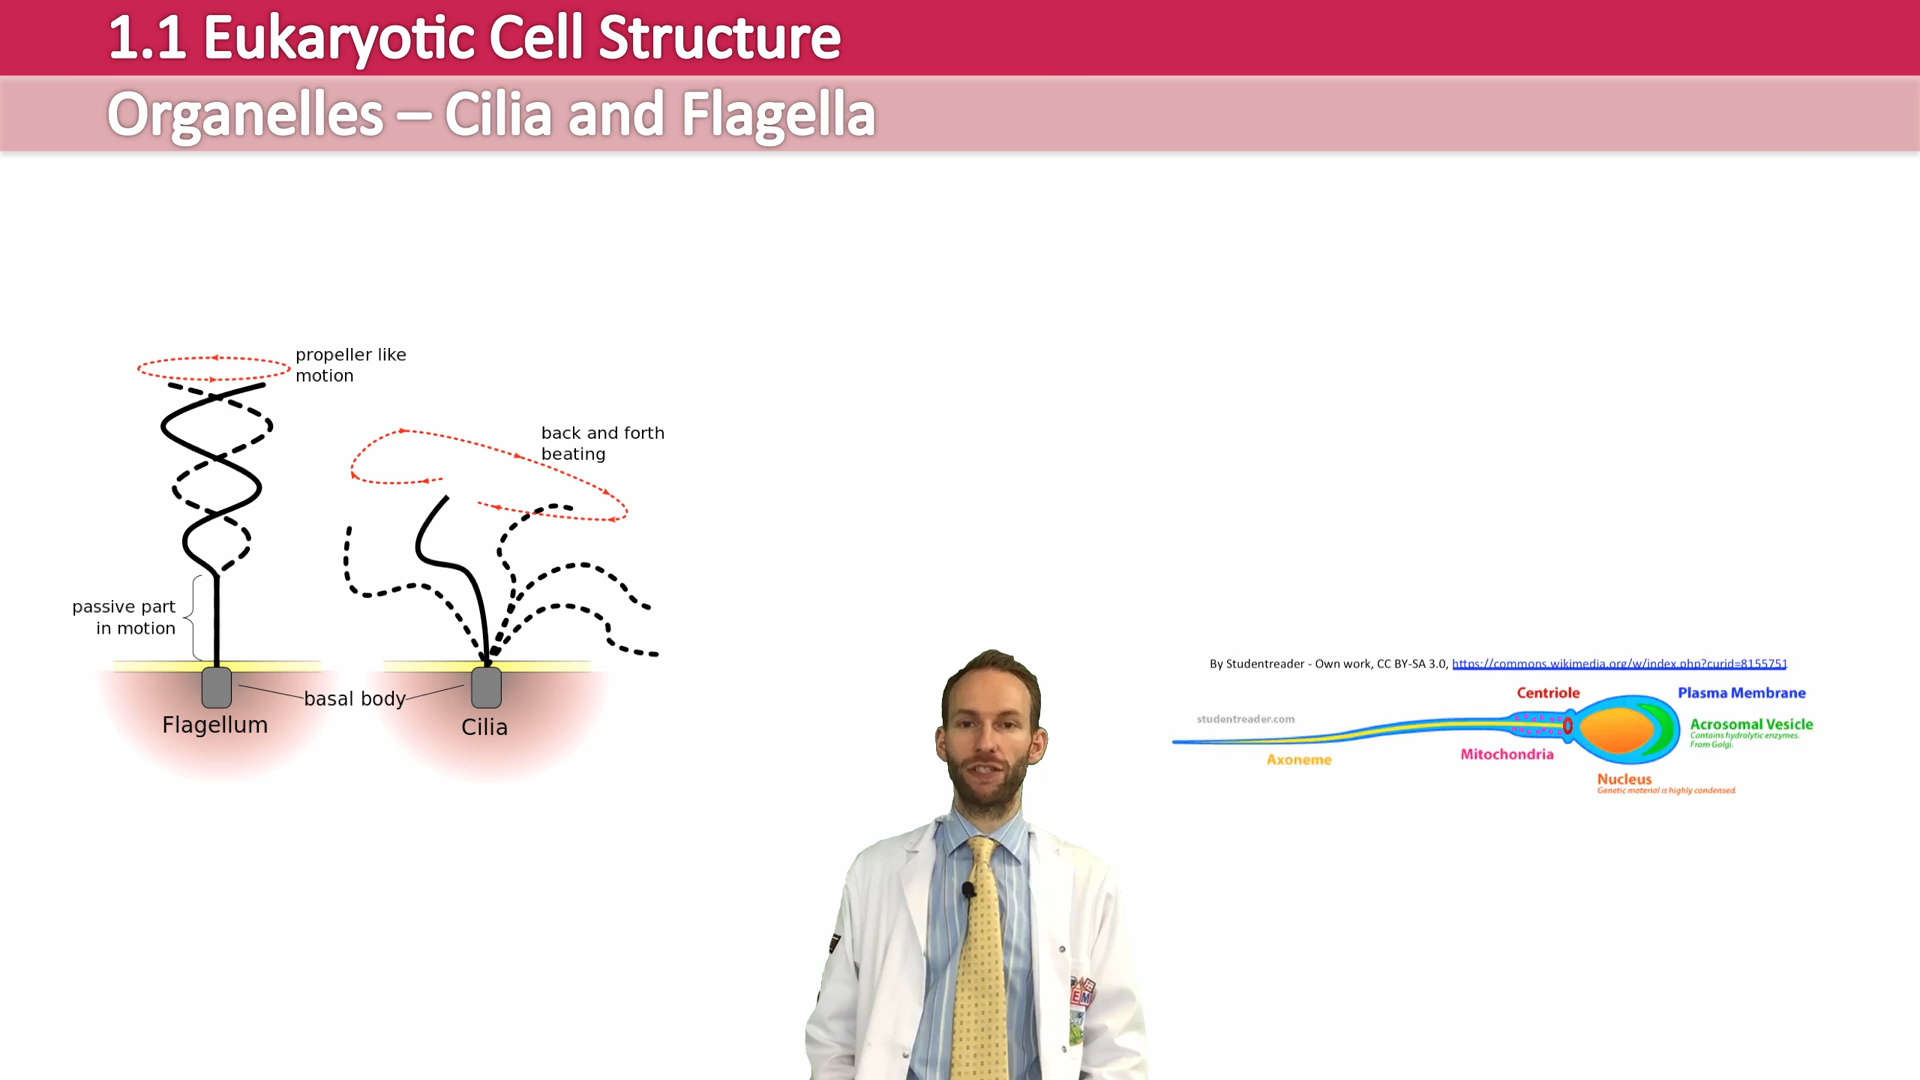 1.1 Eukaryotic Cell Structure
Organelles – Cilia and Flagella
propeller like
motion
back and forth
beating
passive part
in motion
basal body
Flagellum
Cilia
By Studentreader - Own work, CC BY-SA 3.0, https://commons.wikimedia.org/w/index.php?curid=8155751
Centriole
Plasma Membrane
studentreader.com
Acrosomal Vesicle
Contains hydrolytic enzymes.
From Golgi.
Mitochondria
Axoneme
Nucleus
Genetic material is highly condensed.